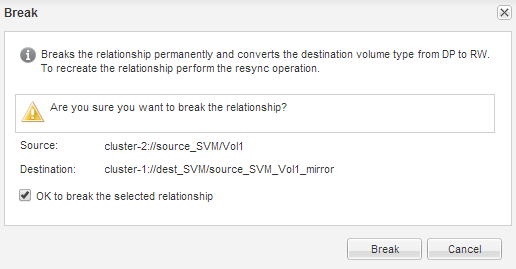 Break
Breaks the relationship permanently and converts the destination volume type from DP to RW.
To recreate the relationship perform the resync operation.
Are you sure you want to break the relationship?
Source: cluster-2://source_SVM/Vol1
Destination: cluster-1://dest_SVM/source_SVM_Vol1_mirror
OK to break the selected relationship
Break Cancel